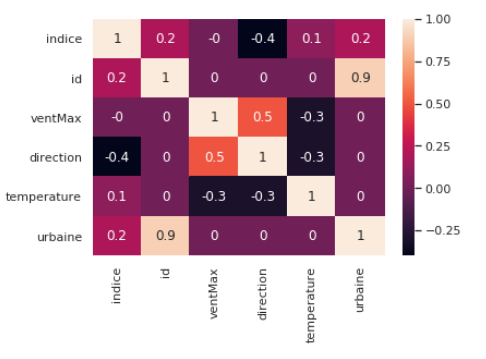 indice 1 0.2 -0 -0.4 0.1 0.2
id 0.2 1 0 0 0 0.9
ventMax -0 0 1 0.5 -0.3 0
direction -0.4 0 0.5 1 -0.3 0
temperature 0.1 0 -0.3 -0.3 1 0
urbaine 0.2 0.9 0 0 0 1
indice id ventMax direction temperature urbaine
1.00
0.75
0.50
0.25
0.00
−0.25